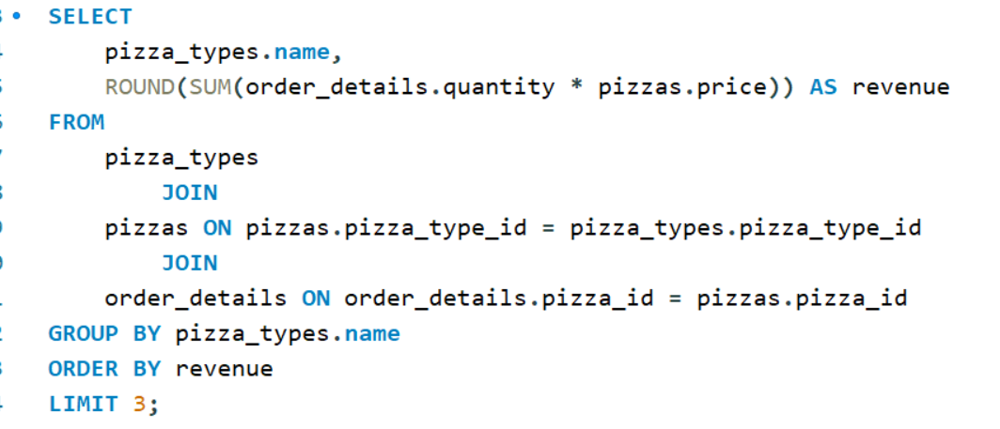 SELECT
pizza_types.name,
ROUND(SUM(order_details.quantity * pizzas.price)) AS revenue
FROM
pizza_types
JOIN
pizzas ON pizzas.pizza_type_id = pizza_types.pizza_type_id
JOIN
order_details ON order_details.pizza_id = pizzas.pizza_id
GROUP BY pizza_types.name
ORDER BY revenue
LIMIT 3;